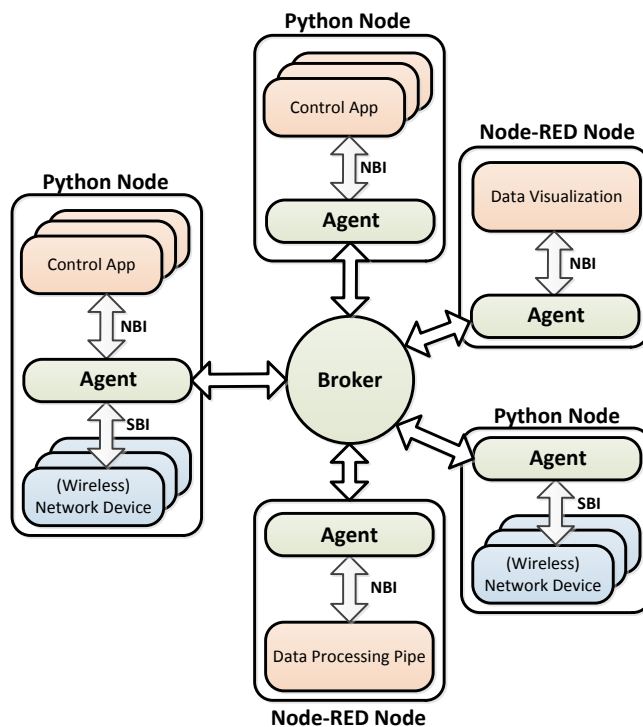 Python Node
Control App
NBI
Agent
Node-RED Node
Data Visualization
NBI
Agent
Python Node
Control App
NBI
Agent
SBI
(Wireless)
Network Device
Broker
Python Node
Agent
SBI
(Wireless)
Network Device
Agent
NBI
Data Processing Pipe
Node-RED Node